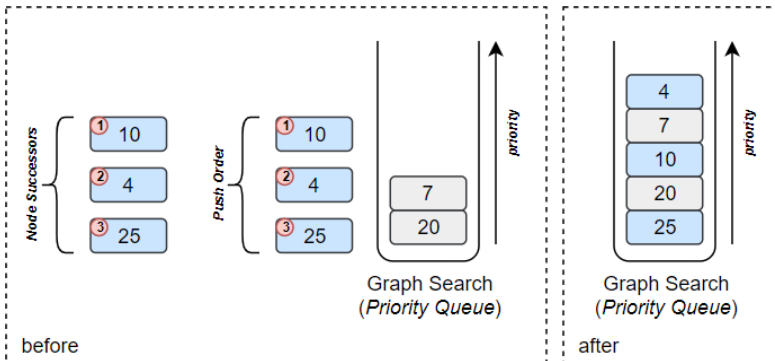 Node Successors
1
10
2
4
3
25
Push Order
1
10
2
4
3
25
7
20
priority
Graph Search
(Priority Queue)
before
4
7
10
20
25
priority
Graph Search
(Priority Queue)
after